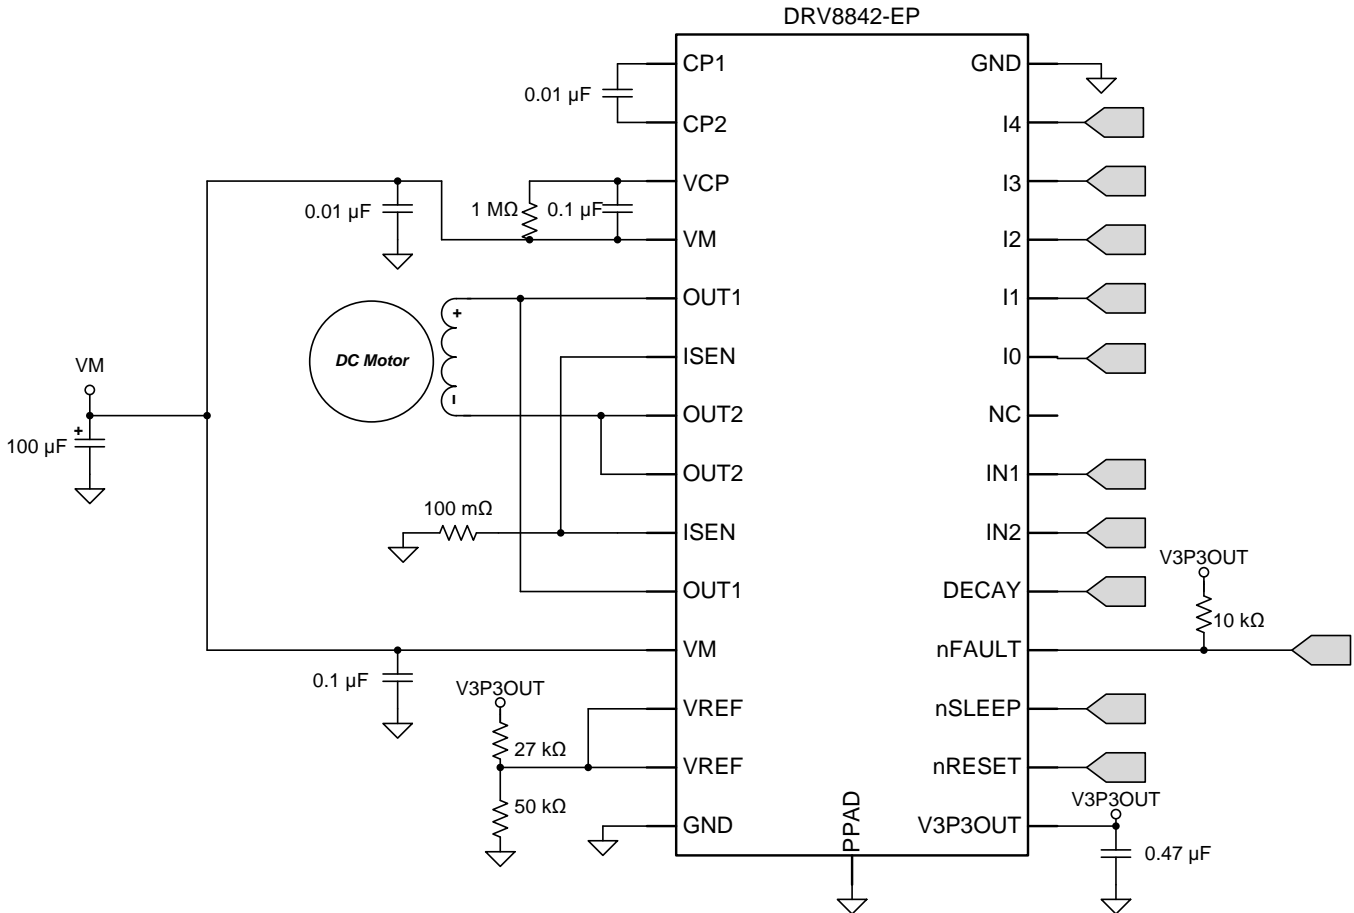 DRV8842-EP
CP1
GND
0.01 µF
CP2
I4
VCP
I3
0.01 µF
1 MΩ
0.1 µF
VM
I2
OUT1
I1
+
DC Motor
-
ISEN
I0
VM
OUT2
NC
+
100 µF
OUT2
IN1
100 mΩ
ISEN
IN2
V3P3OUT
OUT1
DECAY
10 kΩ
VM
nFAULT
0.1 µF
V3P3OUT
VREF
nSLEEP
27 kΩ
VREF
nRESET
50 kΩ
V3P3OUT
GND
PPAD
V3P3OUT
0.47 µF